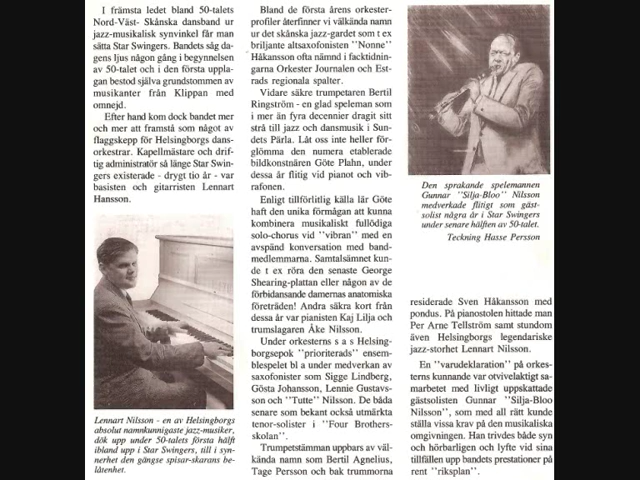 I främsta ledet bland 50-talets
Nord-Väst- Skånska dansband ur
jazz-musikalisk synvinkel får man
sätta Star Swingers. Bandets såg da-
gens ljus någon gång i begynnelsen
av 50-talet och i den första uppla-
gan bestod själva grundstommen av
musikanter från Klippan med
omnejd.
Efter hand kom dock bandet mer
och mer att framstå som något av
flaggskepp för Helsingborgs dans-
orkestrar. Kapellmästare och drif-
tig administratör så länge Star Swin-
gers existerade - drygt tio år - var
basisten och gitarristen Lennart
Hansson.
Lennart Nilsson - en av Helsingborgs
absolut namnkunnigaste jazz-musiker,
dök upp under 50-talets första hälft
ibland upp i Star Swingers, till i syn-
nerhet den gängse spisar-skarans be-
låtenhet.
Bland de första årens orkester-
profiler återfinner vi välkända namn
ur det skånska jazz-gardet som t ex
briljante altsaxofonisten "Nonne"
Håkansson ofta nämnd i facktidnin-
garna Orkester Journalen och Est-
rads regionala spalter.
Vidare säkre trumpetaren Bertil
Ringström - en glad speleman som i
mer än fyra decennier dragit sitt
strå till jazz och dansmusik i Sun-
dets Pärla. Låt oss inte heller för-
glömma den numera etablerade
bildkonstnären Göte Plahn, under
dessa år flitig vid pianot och vib-
rafonen.
Enligt tillförlitlig källa lär Göte
haft den unika förmågan att kunna
kombinera musikaliskt fullödiga
solo-chorus vid "vibran" med en
avspänd konversation med band-
medlemmarna. Samtalsämnet kun-
de t ex röra den senaste George
Shearing-plattan eller någon av de
förbidansande damernas anatomiska
företräden! Andra säkra kort från
dessa år var pianisten Kaj Lilja och
trumslagaren Åke Nilsson.
Under orkesterns s a s Helsing-
borgsepok "prioriterads" ensem-
blespelet bl a under medverkan av
saxofonister som Sigge Lindberg,
Gösta Johansson, Lennie Gustavs-
son och "Tutte" Nilsson. De båda
senare som bekant också utmärkta
tenor-solister i "Four Brothers-
skolan".
Trumpetstämman uppbars av väl-
kända namn som Bertil Agnelius,
Tage Persson och bak trummorna
Den sprakande spelemannen
Gunnar "Silja-Bloo" Nilsson
medverkade flitigt som gäst-
solist några år i Star Swingers
under senare hälften av 50-talet.
Teckning Hasse Persson
residerade Sven Håkansson med
pondus. På pianostolen hittade man
Per Arne Tellström samt stundom
även Helsingborgs legendariske
jazz-storhet Lennart Nilsson.
En "varudeklaration" på orkes-
terns kunnande var otvivelaktigt sa-
marbetet med livligt uppskattade
gästsolisten Gunnar "Silja-Bloo
Nilsson", som med all rätt kunde
ställa vissa krav på den musikaliska
omgivningen. Han trivdes både syn
och hörbarligen och lyfte vid sina
tillfällen upp bandets prestationer på
rent "riksplan".